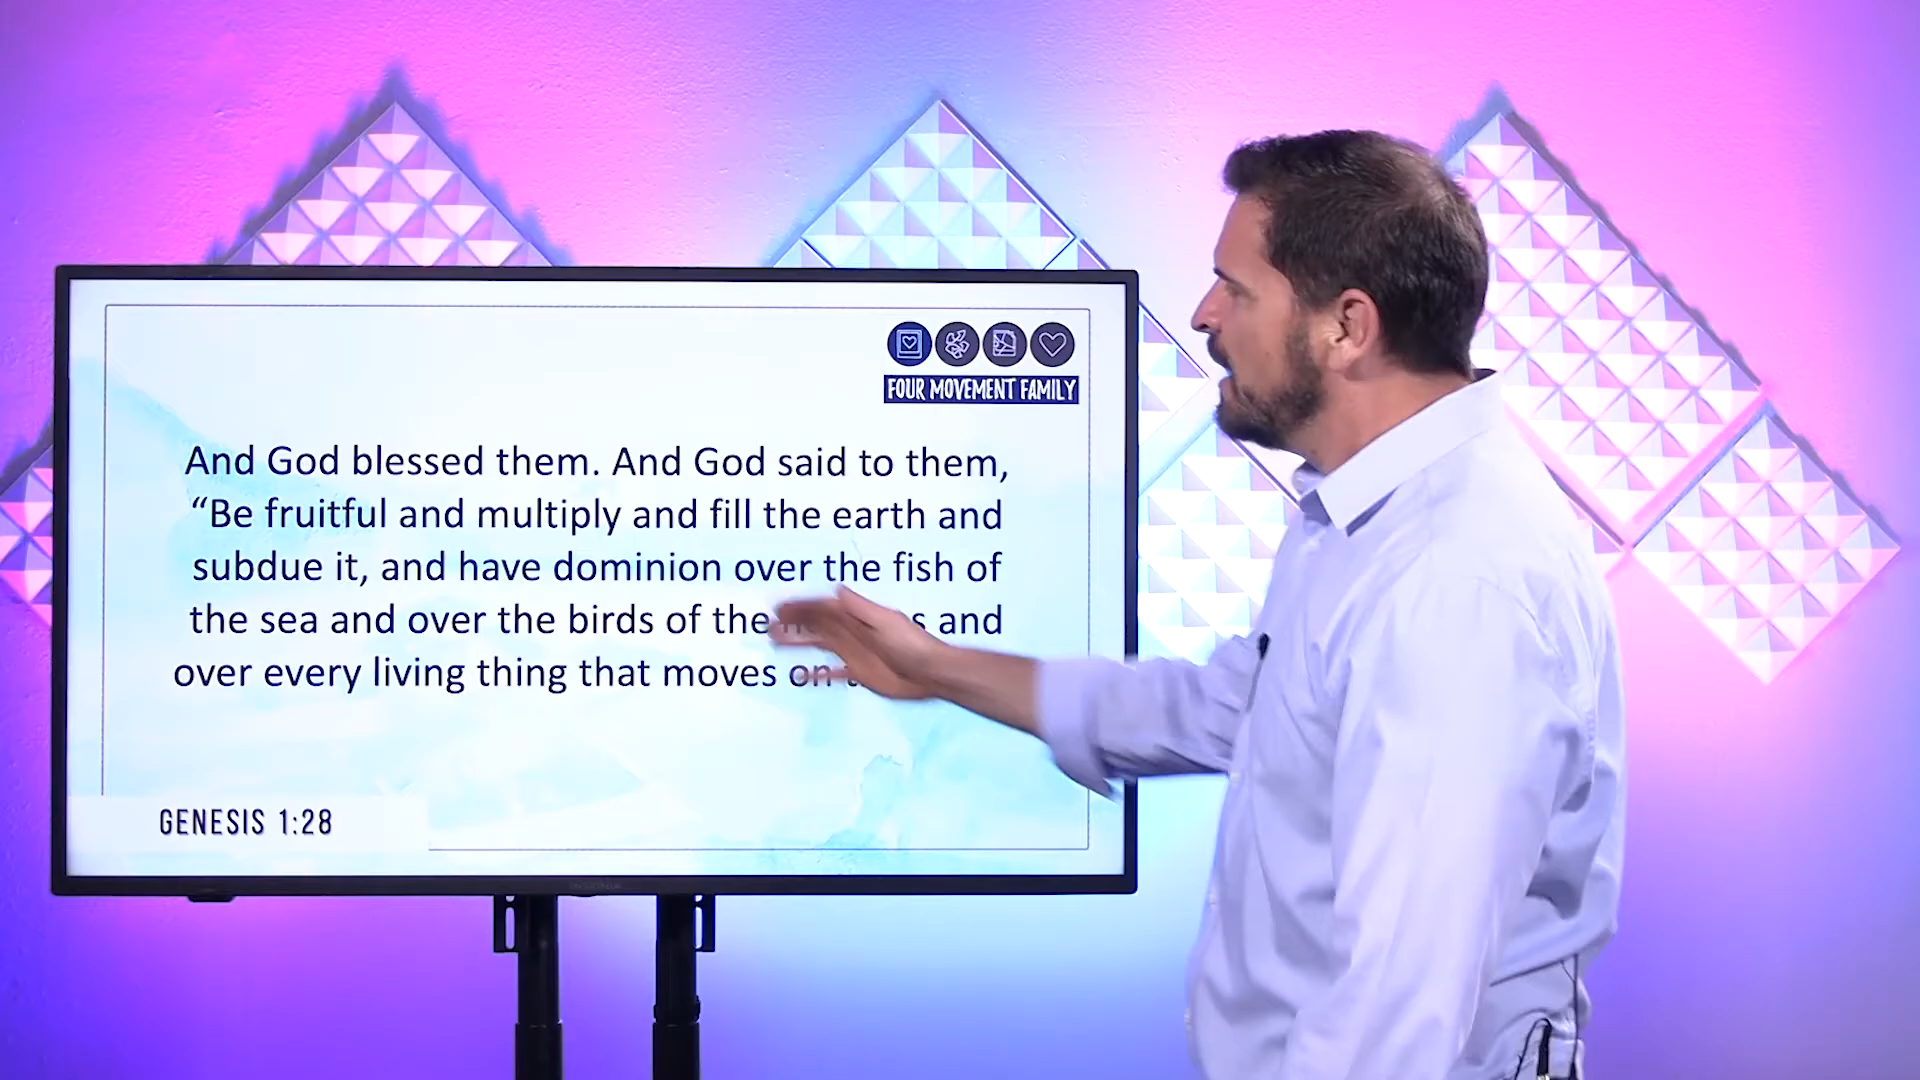 FOUR MOVEMENT FAMILY
And God blessed them. And God said to them,
“Be fruitful and multiply and fill the earth and
subdue it, and have dominion over the fish of
the sea and over the birds of the and
over every living thing that moves on
GENESIS 1:28